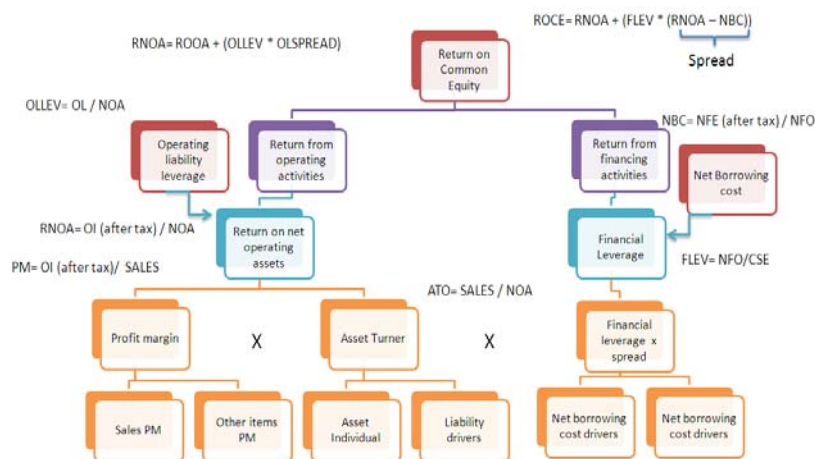 ROCE= RNOA + (FLEV * (RNOA – NBC))
Spread
RNOA= ROOA + (OLLEV * OLSPREAD)
Return on
Common
Equity
OLLEV= OL / NOA
NBC= NFE (after tax) / NFO
Operating
liability
leverage
Return from
operating
activities
Return from
financing
activities
Net Borrowing
cost
RNOA= OI (after tax) / NOA
Return on net
operating
assets
Financial
Leverage
FLEV= NFO/CSE
PM= OI (after tax)/ SALES
ATO= SALES / NOA
Profit margin
X
Asset Turner
X
Financial
leverage x
spread
Sales PM
Other items
PM
Asset
Individual
Liability
drivers
Net borrowing
cost drivers
Net borrowing
cost drivers